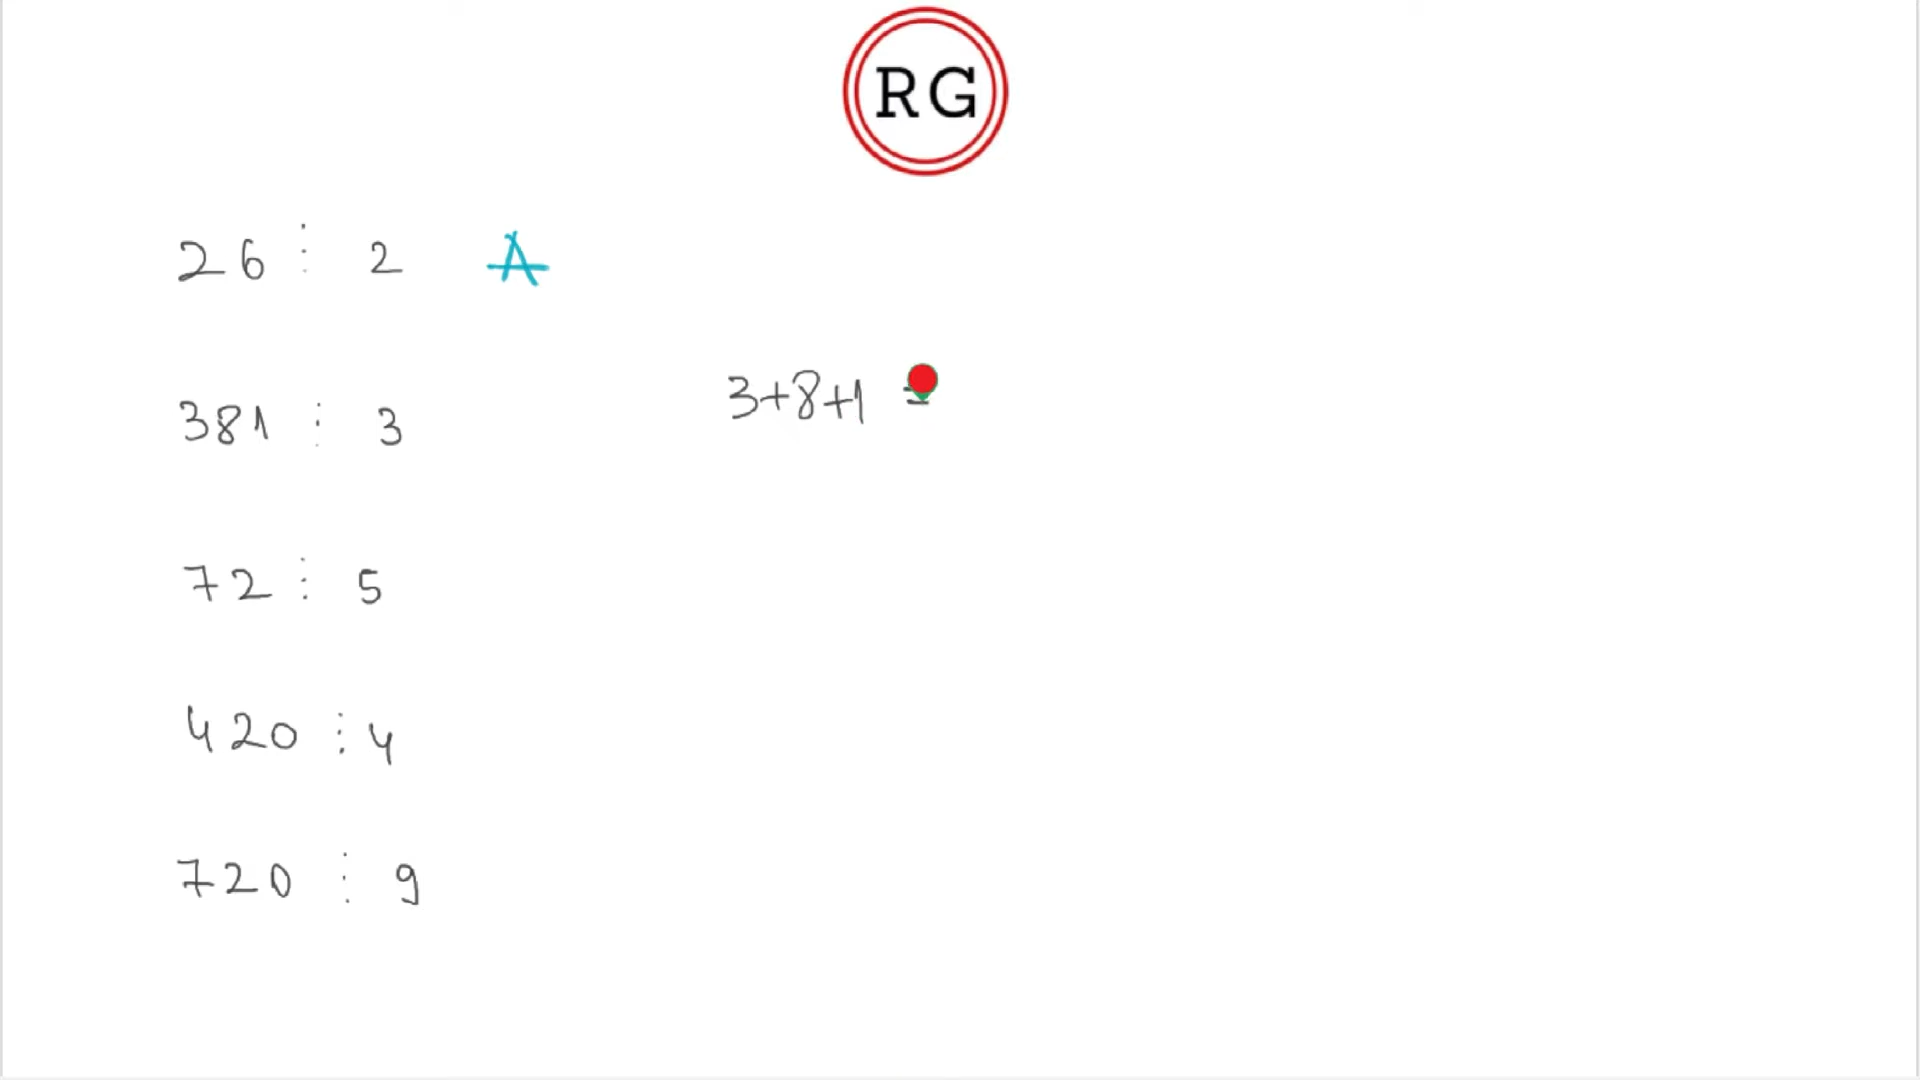 RG
26 ⋮ 2 A
381 ⋮ 3 3+8+1 =
72 ⋮ 5
420 ⋮ 4
720 ⋮ 9